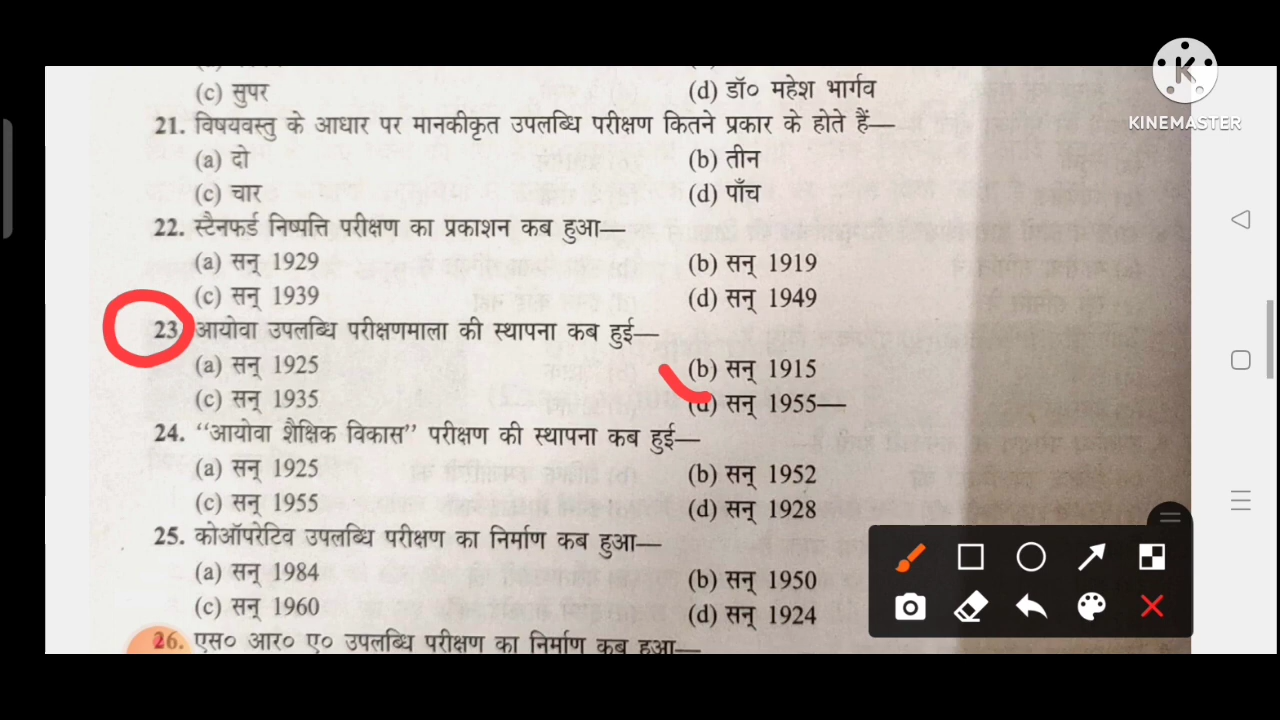 (c) सुपर (d) डॉ० महेश भार्गव
21. विषयवस्तु के आधार पर मानकीकृत उपलब्धि परीक्षण कितने प्रकार के होते हैं—
(a) दो (b) तीन
(c) चार (d) पाँच
22. स्टैनफर्ड निष्पत्ति परीक्षण का प्रकाशन कब हुआ—
(a) सन् 1929 (b) सन् 1919
(c) सन् 1939 (d) सन् 1949
23. आयोवा उपलब्धि परीक्षणमाला की स्थापना कब हुई—
(a) सन् 1925 (b) सन् 1915
(c) सन् 1935 (d) सन् 1955—
24. “आयोवा शैक्षिक विकास” परीक्षण की स्थापना कब हुई—
(a) सन् 1925 (b) सन् 1952
(c) सन् 1955 (d) सन् 1928
25. कोऑपरेटिव उपलब्धि परीक्षण का निर्माण कब हुआ—
(a) सन् 1984 (b) सन् 1950
(c) सन् 1960 (d) सन् 1924
26. एस० आर० ए० उपलब्धि परीक्षण का निर्माण कब हुआ—
K
KINEMASTER